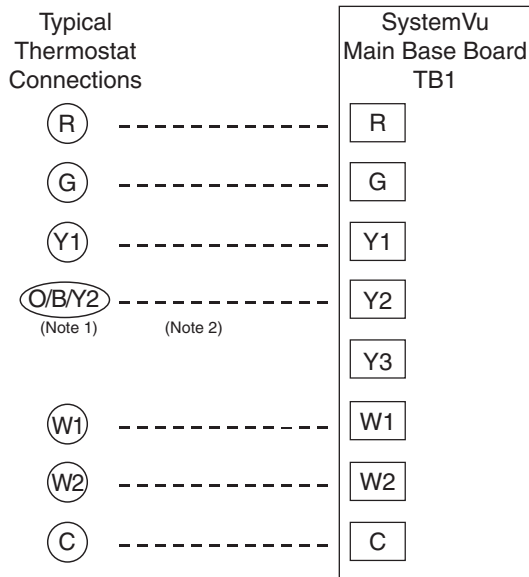 Typical
Thermostat
Connections
SystemVu
Main Base Board
TB1
R R
G G
Y1 Y1
O/B/Y2 Y2
(Note 1) (Note 2)
Y3
W1 W1
W2 W2
C C